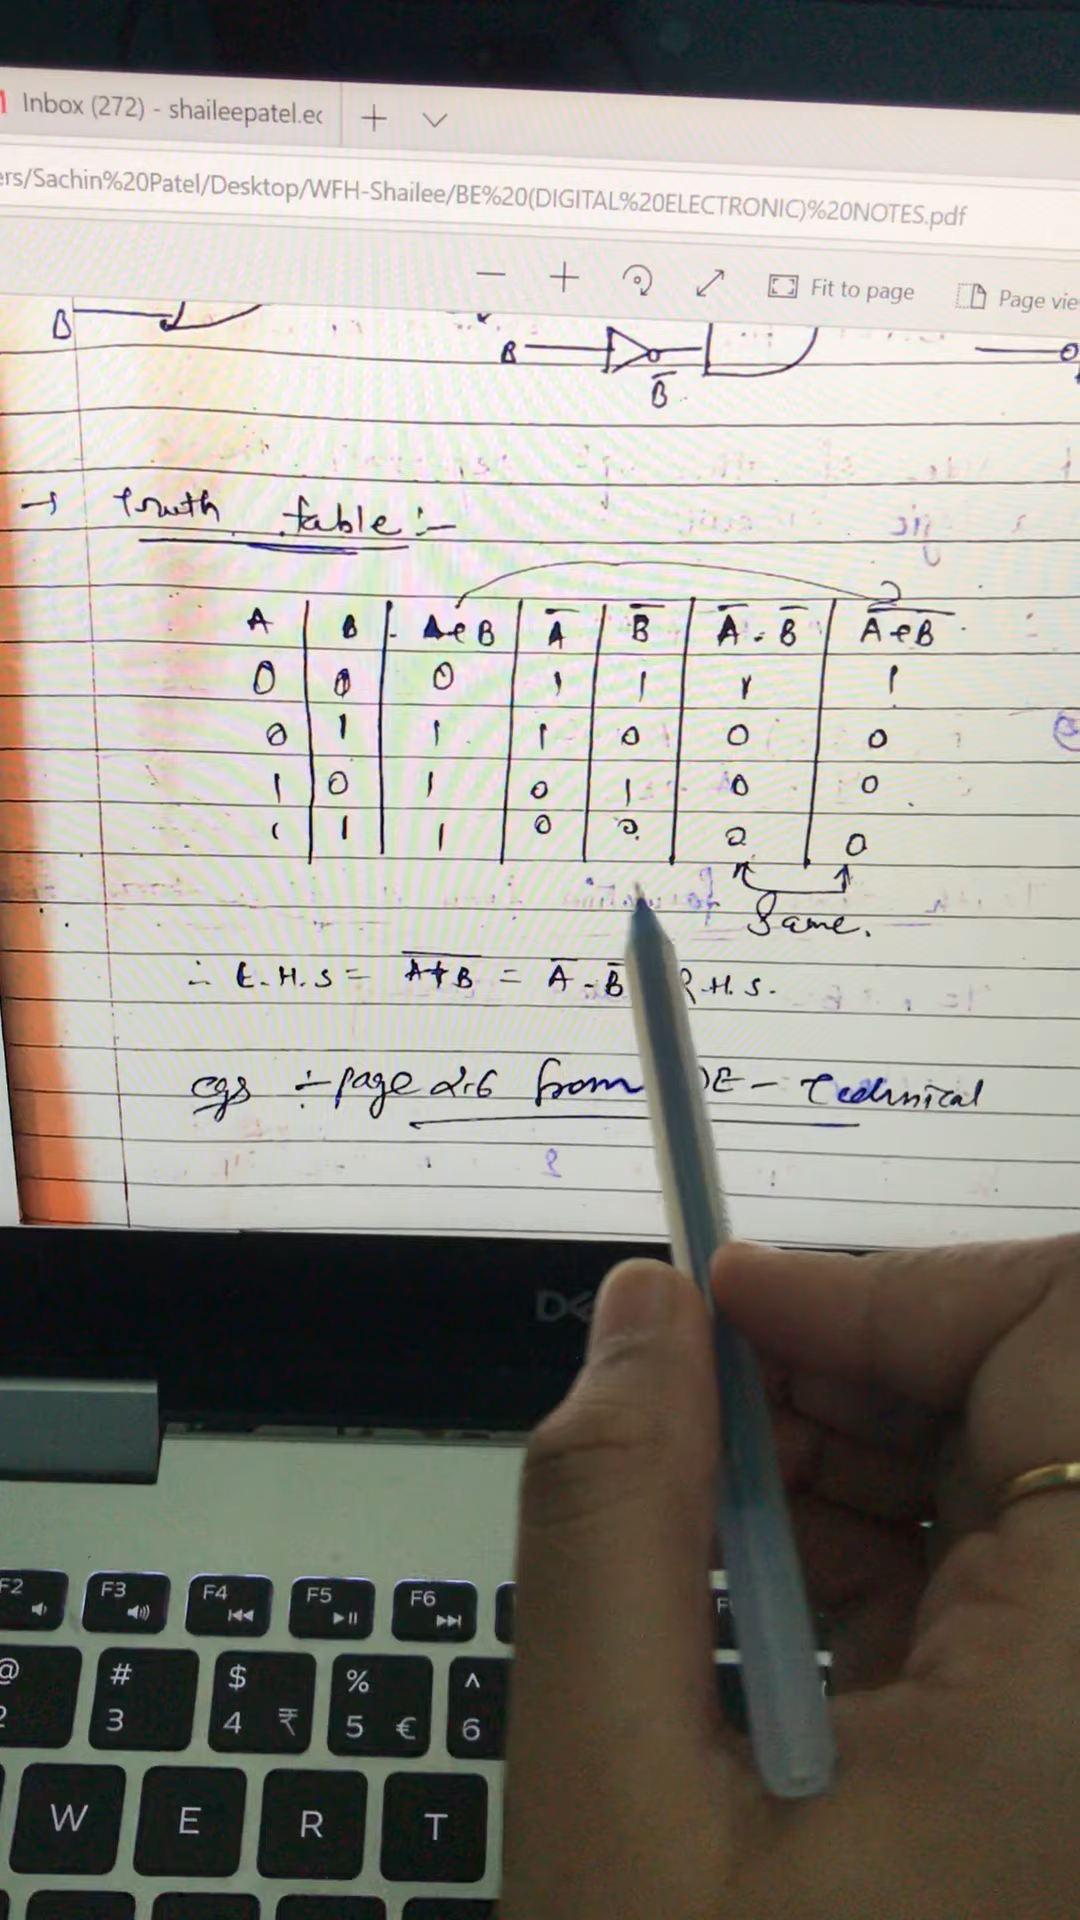 Inbox (272) - shaileepatel.ec
ers/Sachin%20Patel/Desktop/WFH-Shailee/BE%20(DIGITAL%20ELECTRONIC)%20NOTES.pdf
Fit to page
Page vie
B
B
B̅
→ Truth table :-
A B A+B A̅ B̅ A̅ . B̅ A̅+̅B̅
0 0 0 1 1 1 1
0 1 1 1 0 0 0
1 0 1 0 1 0 0
1 1 1 0 0 0 0
Same.
∴ L.H.S = A̅+̅B̅ = A̅ . B̅ R.H.S.
egs :- page 2.6 from DE - Technical
F2
F3
F4
F5
F6
@
2
#
3
$
4 ₹
%
5 €
^
6
W
E
R
T